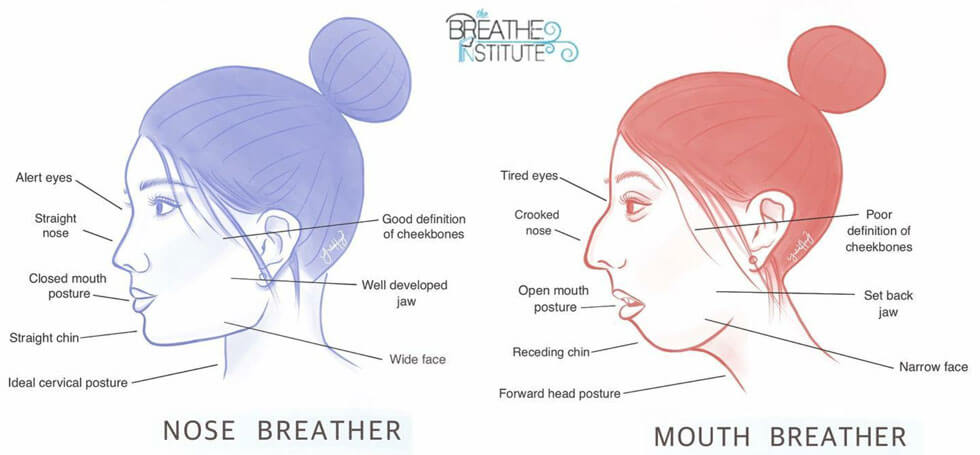 the
BREATHE
INSTITUTE
Alert eyes
Straight
nose
Closed mouth
posture
Straight chin
Ideal cervical posture
Good definition
of cheekbones
Well developed
jaw
Wide face
NOSE BREATHER
Tired eyes
Crooked
nose
Open mouth
posture
Receding chin
Forward head posture
Poor
definition of
cheekbones
Set back
jaw
Narrow face
MOUTH BREATHER